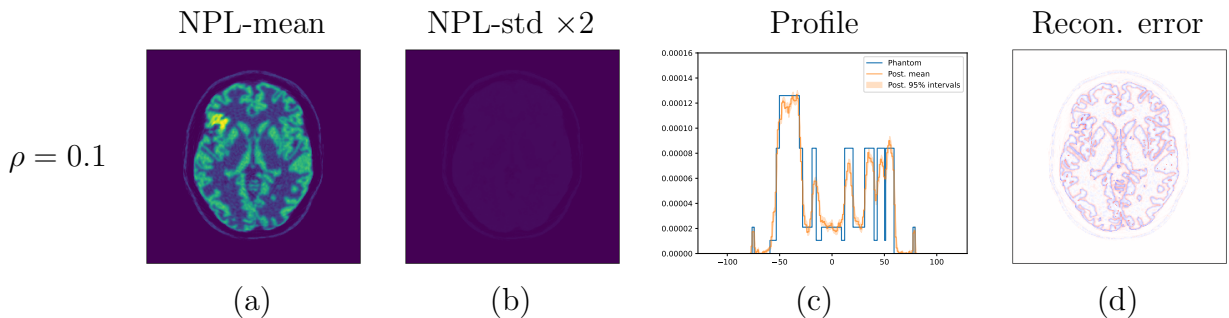 NPL-mean
NPL-std ×2
Profile
Recon. error
ρ = 0.1
0.00016
0.00014
0.00012
0.00010
0.00008
0.00006
0.00004
0.00002
0.00000
−100
−50
0
50
100
Phantom
Post. mean
Post. 95% intervals
(a)
(b)
(c)
(d)